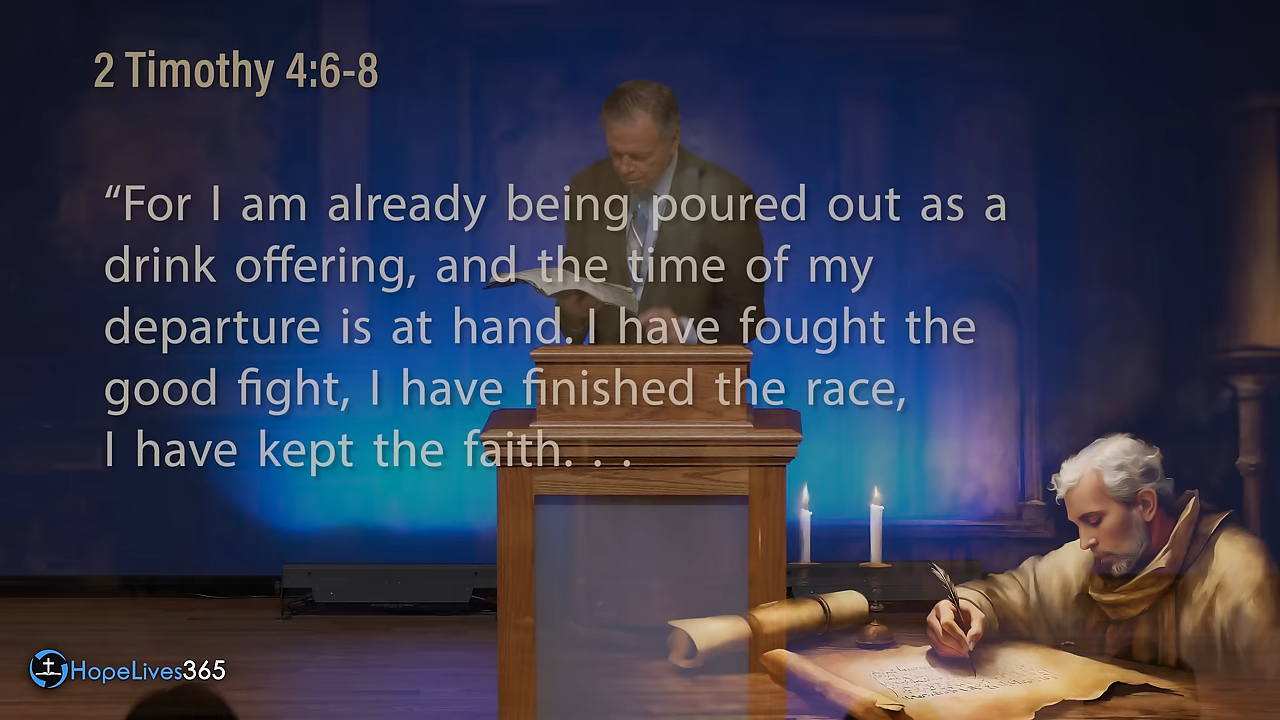 2 Timothy 4:6-8
“For I am already being poured out as a
drink offering, and the time of my
departure is at hand. I have fought the
good fight, I have finished the race,
I have kept the faith. . .
HopeLives365